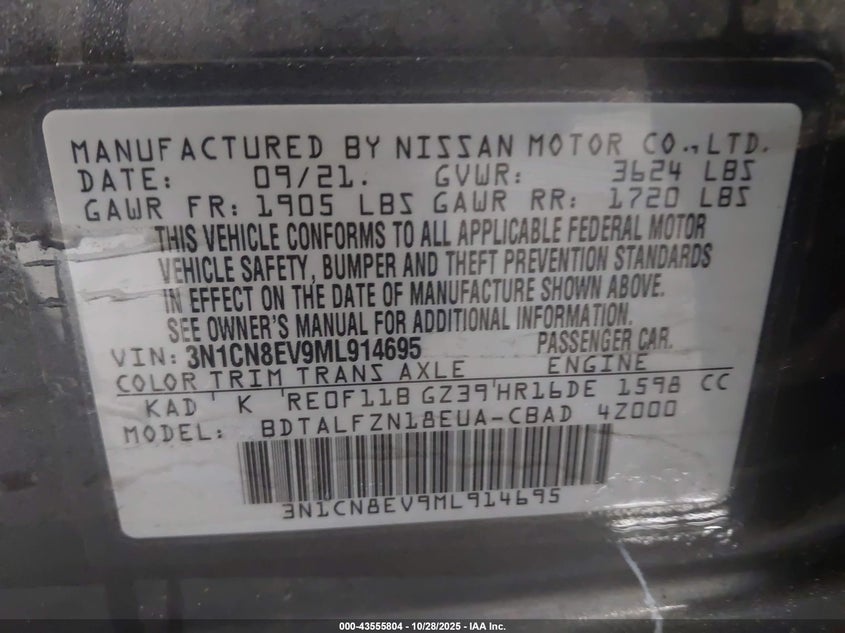 MANUFACTURED BY NISSAN MOTOR CO.,LTD.
DATE: 09/21. GVWR: 3624 LBS
GAWR FR: 1905 LBS GAWR RR: 1720 LBS
THIS VEHICLE CONFORMS TO ALL APPLICABLE FEDERAL MOTOR
VEHICLE SAFETY, BUMPER AND THEFT PREVENTION STANDARDS
IN EFFECT ON THE DATE OF MANUFACTURE SHOWN ABOVE.
SEE OWNER'S MANUAL FOR ADDITIONAL INFORMATION.
VIN: 3N1CN8EV9ML914695 PASSENGER CAR.
COLOR TRIM TRANS AXLE ENGINE
KAD K RE0F11B GZ39 HR16DE 1598 CC
MODEL: BDTALFZN18EUA-CBAD 4Z000
3N1CN8EV9ML914695
000-43555804 - 10/28/2025 - IAA Inc.